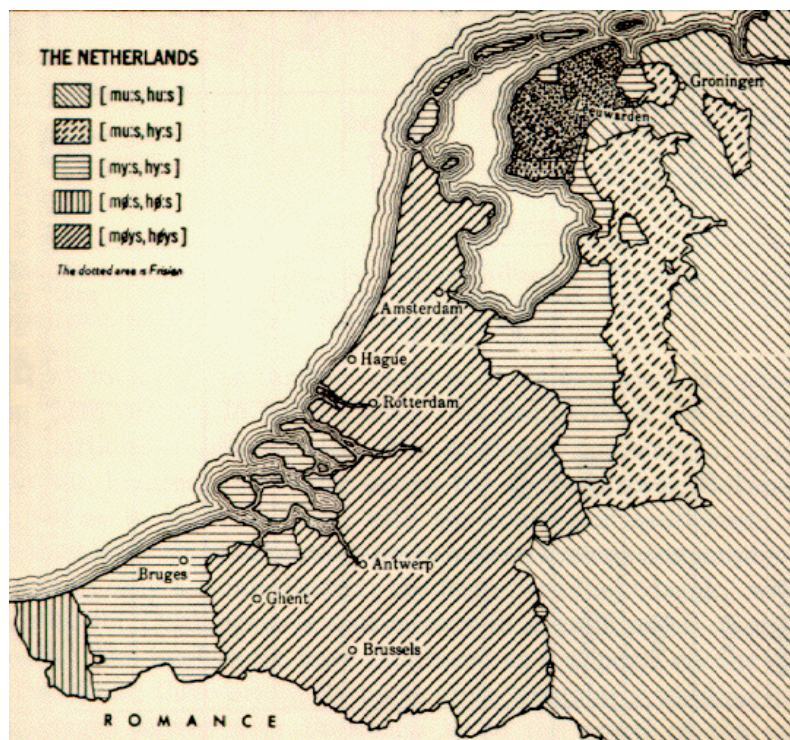 THE NETHERLANDS
[ mu:s, hu:s ]
[ mu:s, hy:s ]
[ my:s, hy:s ]
[ mø:s, hø:s ]
[ møys, høys ]
The dotted area is Frisian
Groningen
Leeuwarden
Amsterdam
Hague
Rotterdam
Antwerp
Bruges
Ghent
Brussels
ROMANCE